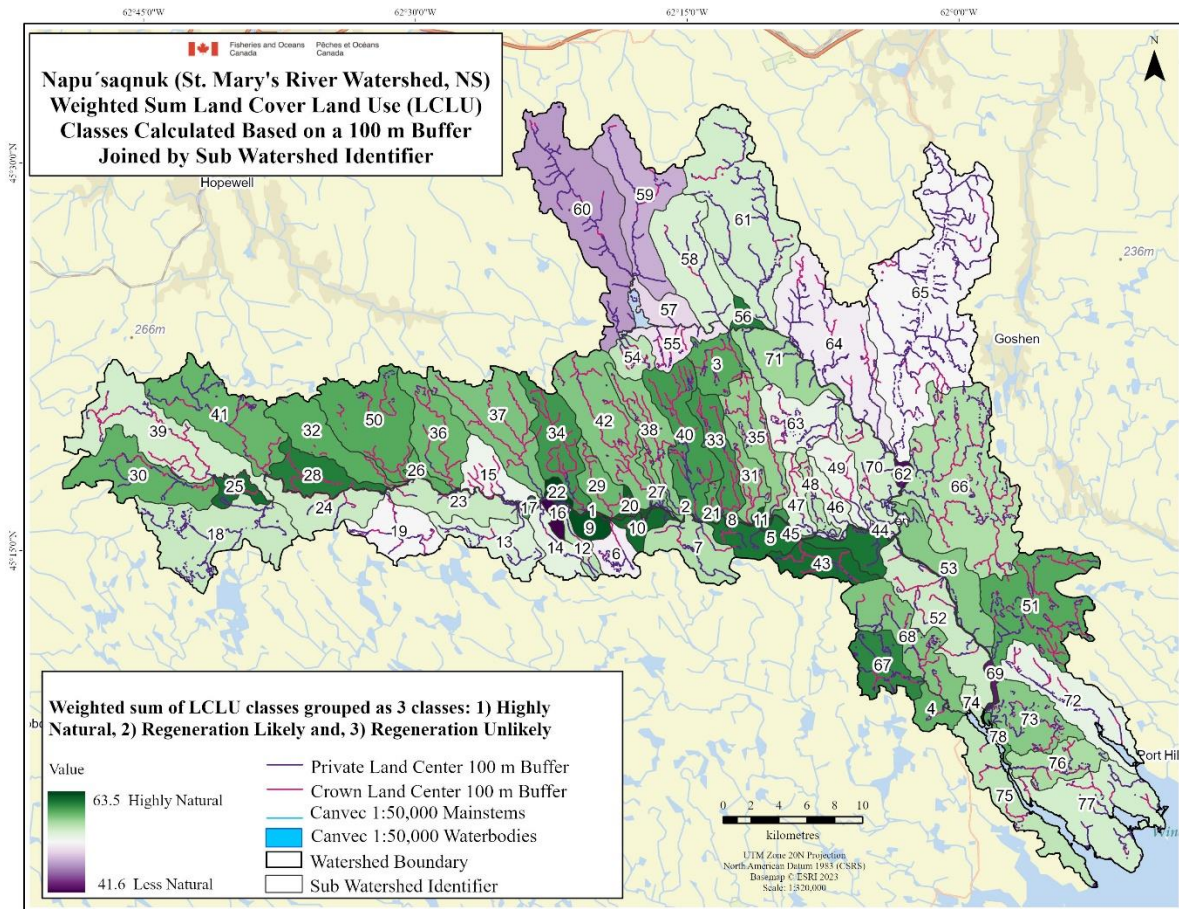 62°45'0"W
62°30'0"W
62°15'0"W
62°0'0"W
Fisheries and Oceans Canada
Pêches et Océans Canada
Napu´saqnuk (St. Mary's River Watershed, NS)
Weighted Sum Land Cover Land Use (LCLU)
Classes Calculated Based on a 100 m Buffer
Joined by Sub Watershed Identifier
N
45°30'0"N
Hopewell
60
59
61
58
236m
65
57
56
266m
64
55
54
Goshen
3
71
41
37
32
50
42
36
34
38
40
33
35
63
39
49
70
62
30
28
26
15
31
48
66
25
22
29
27
47
46
23
17
16
1
20
2
21
8
11
44
24
9
10
5
45
18
19
13
14
12
6
7
43
45°15'0"N
53
51
52
68
67
69
72
4
74
73
78
76
Port Hil
75
77
Win
Weighted sum of LCLU classes grouped as 3 classes: 1) Highly
Natural, 2) Regeneration Likely and, 3) Regeneration Unlikely
Value
63.5 Highly Natural
41.6 Less Natural
Private Land Center 100 m Buffer
Crown Land Center 100 m Buffer
Canvec 1:50,000 Mainstems
Canvec 1:50,000 Waterbodies
Watershed Boundary
Sub Watershed Identifier
0 2 4 6 8 10
kilometres
UTM Zone 20N Projection
North American Datum 1983 (CSRS)
Basemap © ESRI 2023
Scale: 1:320,000